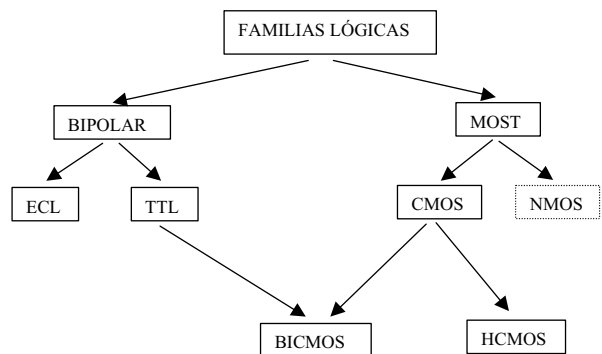 FAMILIAS LÓGICAS
BIPOLAR
MOST
ECL
TTL
CMOS
NMOS
BICMOS
HCMOS